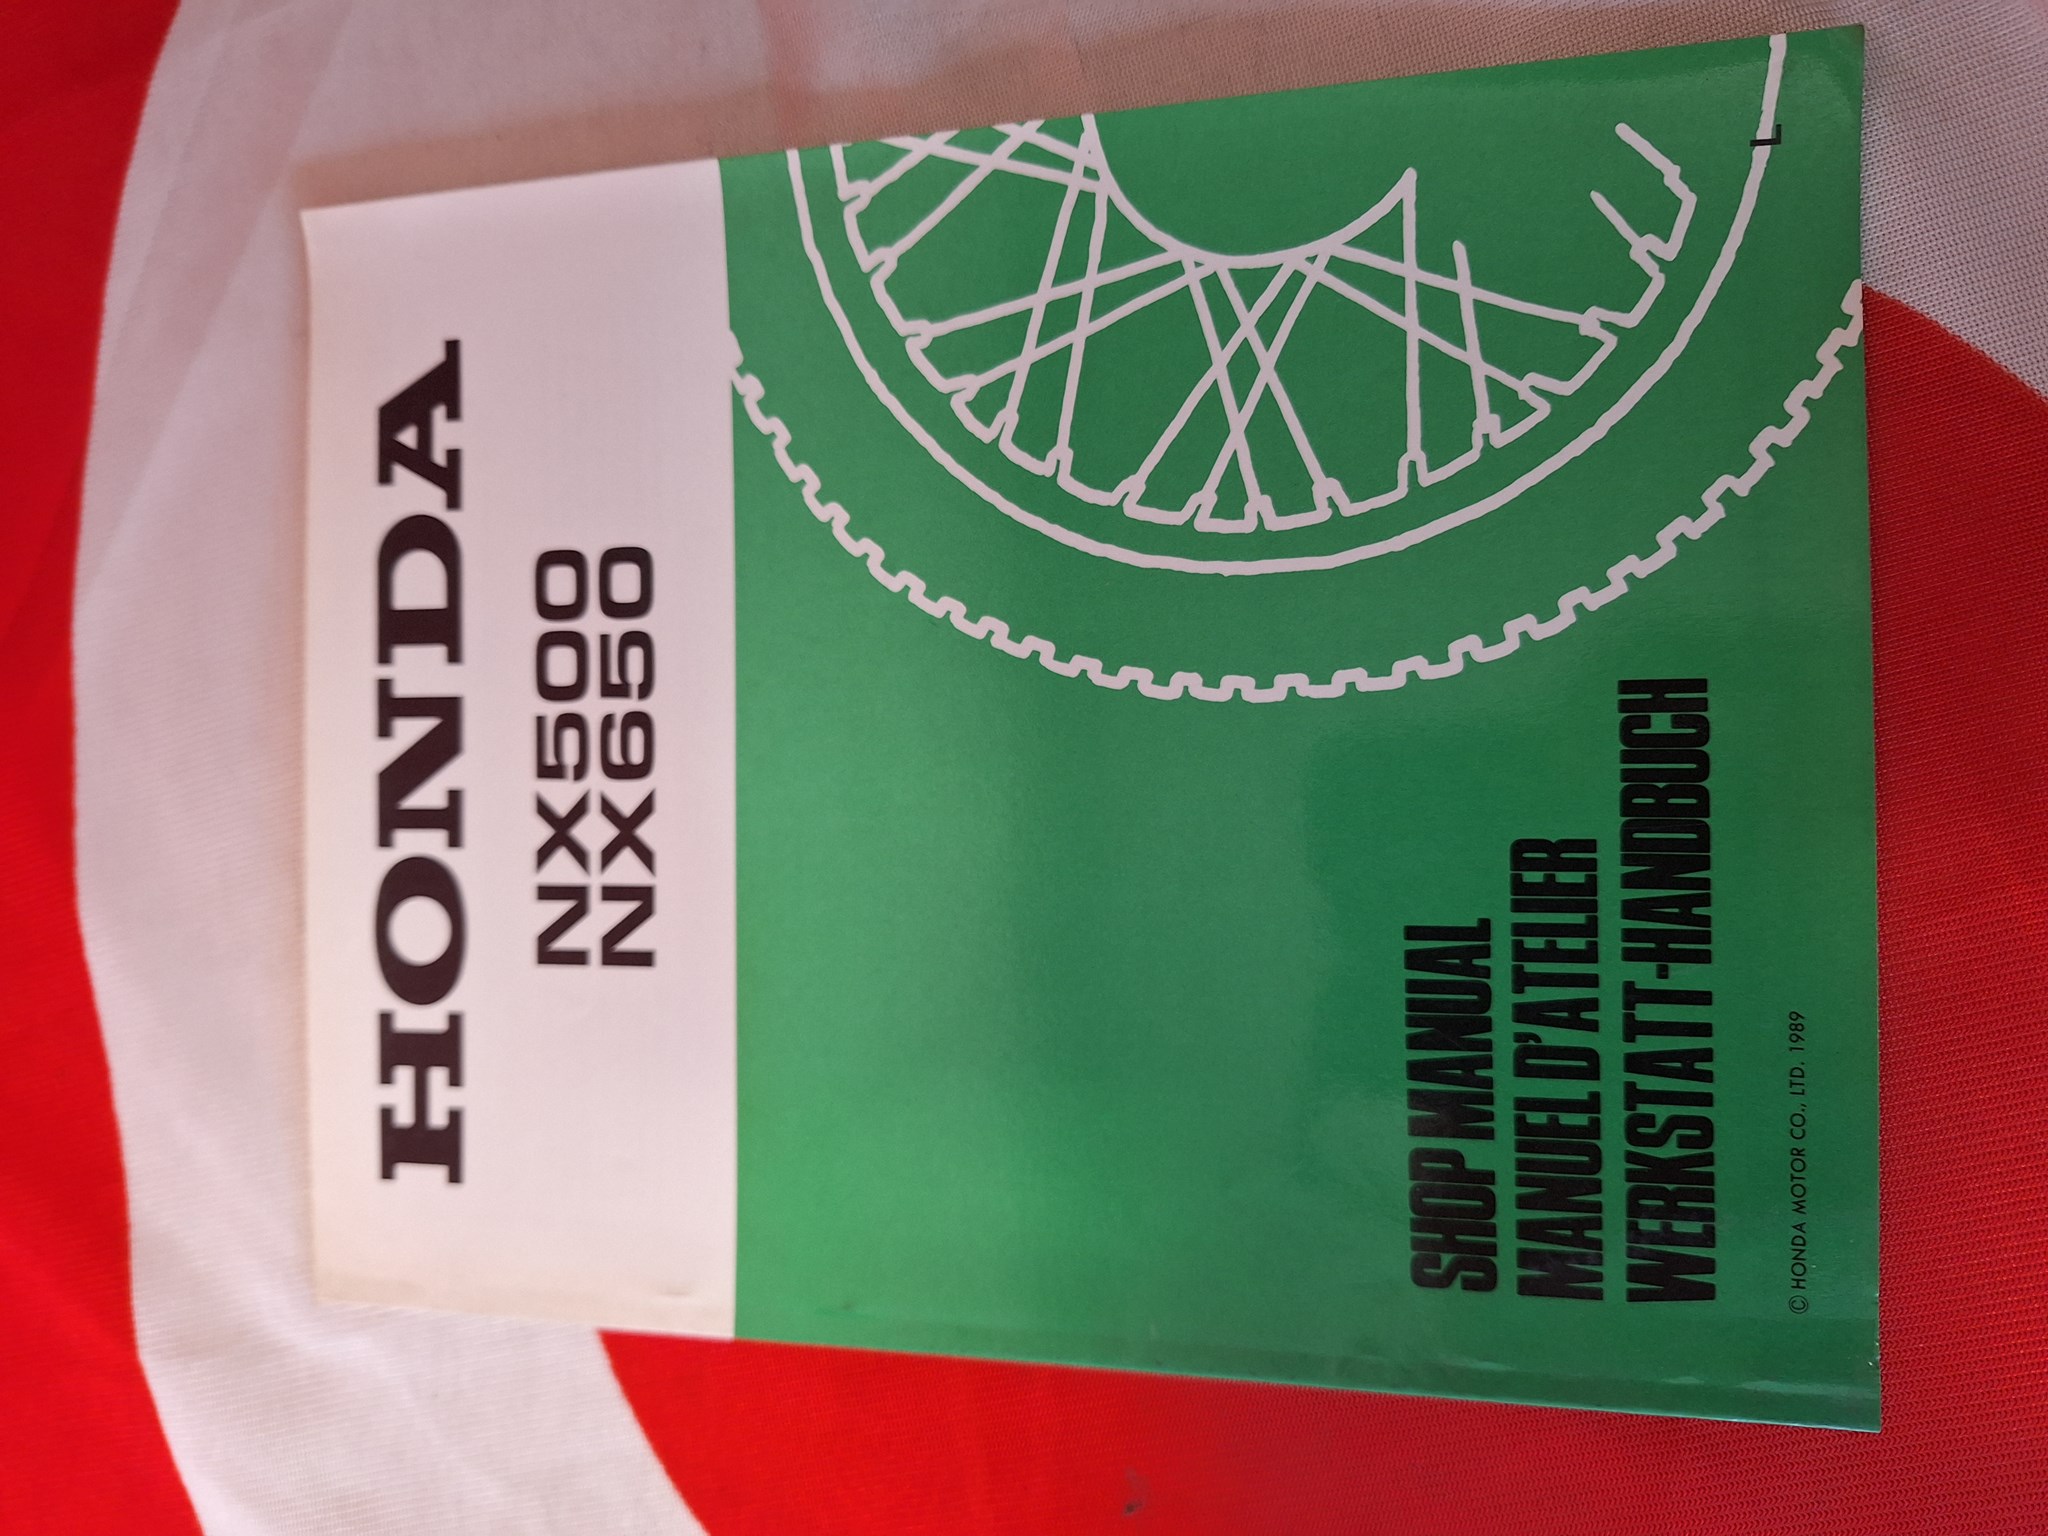 HONDA
NX500
NX650
SHOP MANUAL
MANUEL D'ATELIER
WERKSTATT-HANDBUCH
© HONDA MOTOR CO., LTD. 1989
L